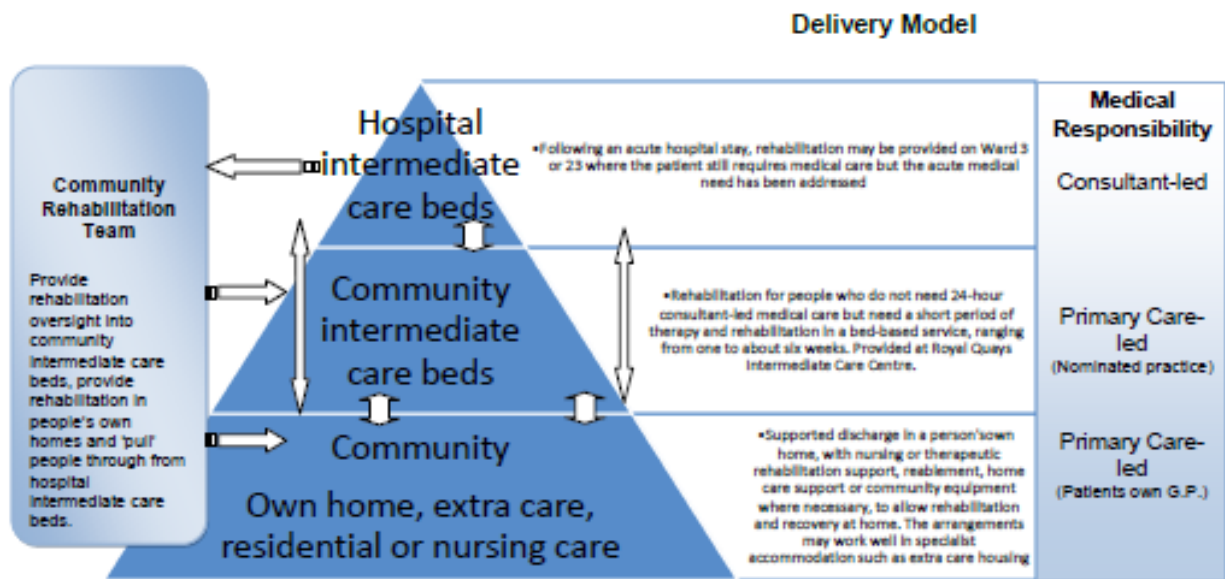 Delivery Model
Community
Rehabilitation
Team
Provide
rehabilitation
oversight into
community
intermediate care
beds, provide
rehabilitation in
people's own
homes and 'pull'
people through from
hospital
intermediate care
beds.
Hospital
intermediate
care beds
•Following an acute hospital stay, rehabilitation may be provided on Ward 3
or 23 where the patient still requires medical care but the acute medical
need has been addressed
Medical
Responsibility
Consultant-led
Community
intermediate
care beds
•Rehabilitation for people who do not need 24-hour
consultant-led medical care but need a short period of
therapy and rehabilitation in a bed-based service, ranging
from one to about six weeks. Provided at Royal Quays
Intermediate Care Centre.
Primary Care-
led
(Nominated practice)
Community
Own home, extra care,
residential or nursing care
•Supported discharge in a person'sown
home, with nursing or therapeutic
rehabilitation support, reablement, home
care support or community equipment
where necessary, to allow rehabilitation
and recovery at home. The arrangements
may work well in specialist
accommodation such as extra care housing
Primary Care-
led
(Patients own G.P.)